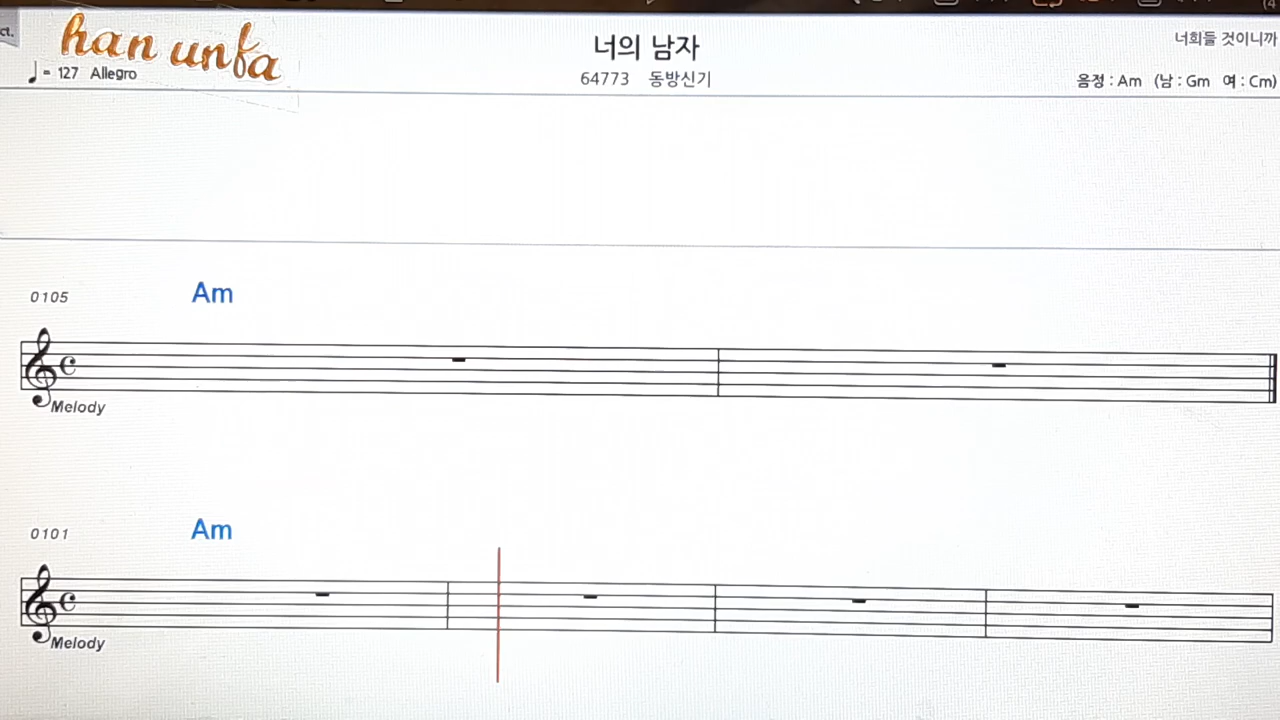 ct.
han unfa
너희들 것이니까
너의 남자
♩= 127 Allegro
64773 동방신기
음정 : Am (남 : Gm 여 : Cm)
0105 Am
Melody
0101 Am
Melody